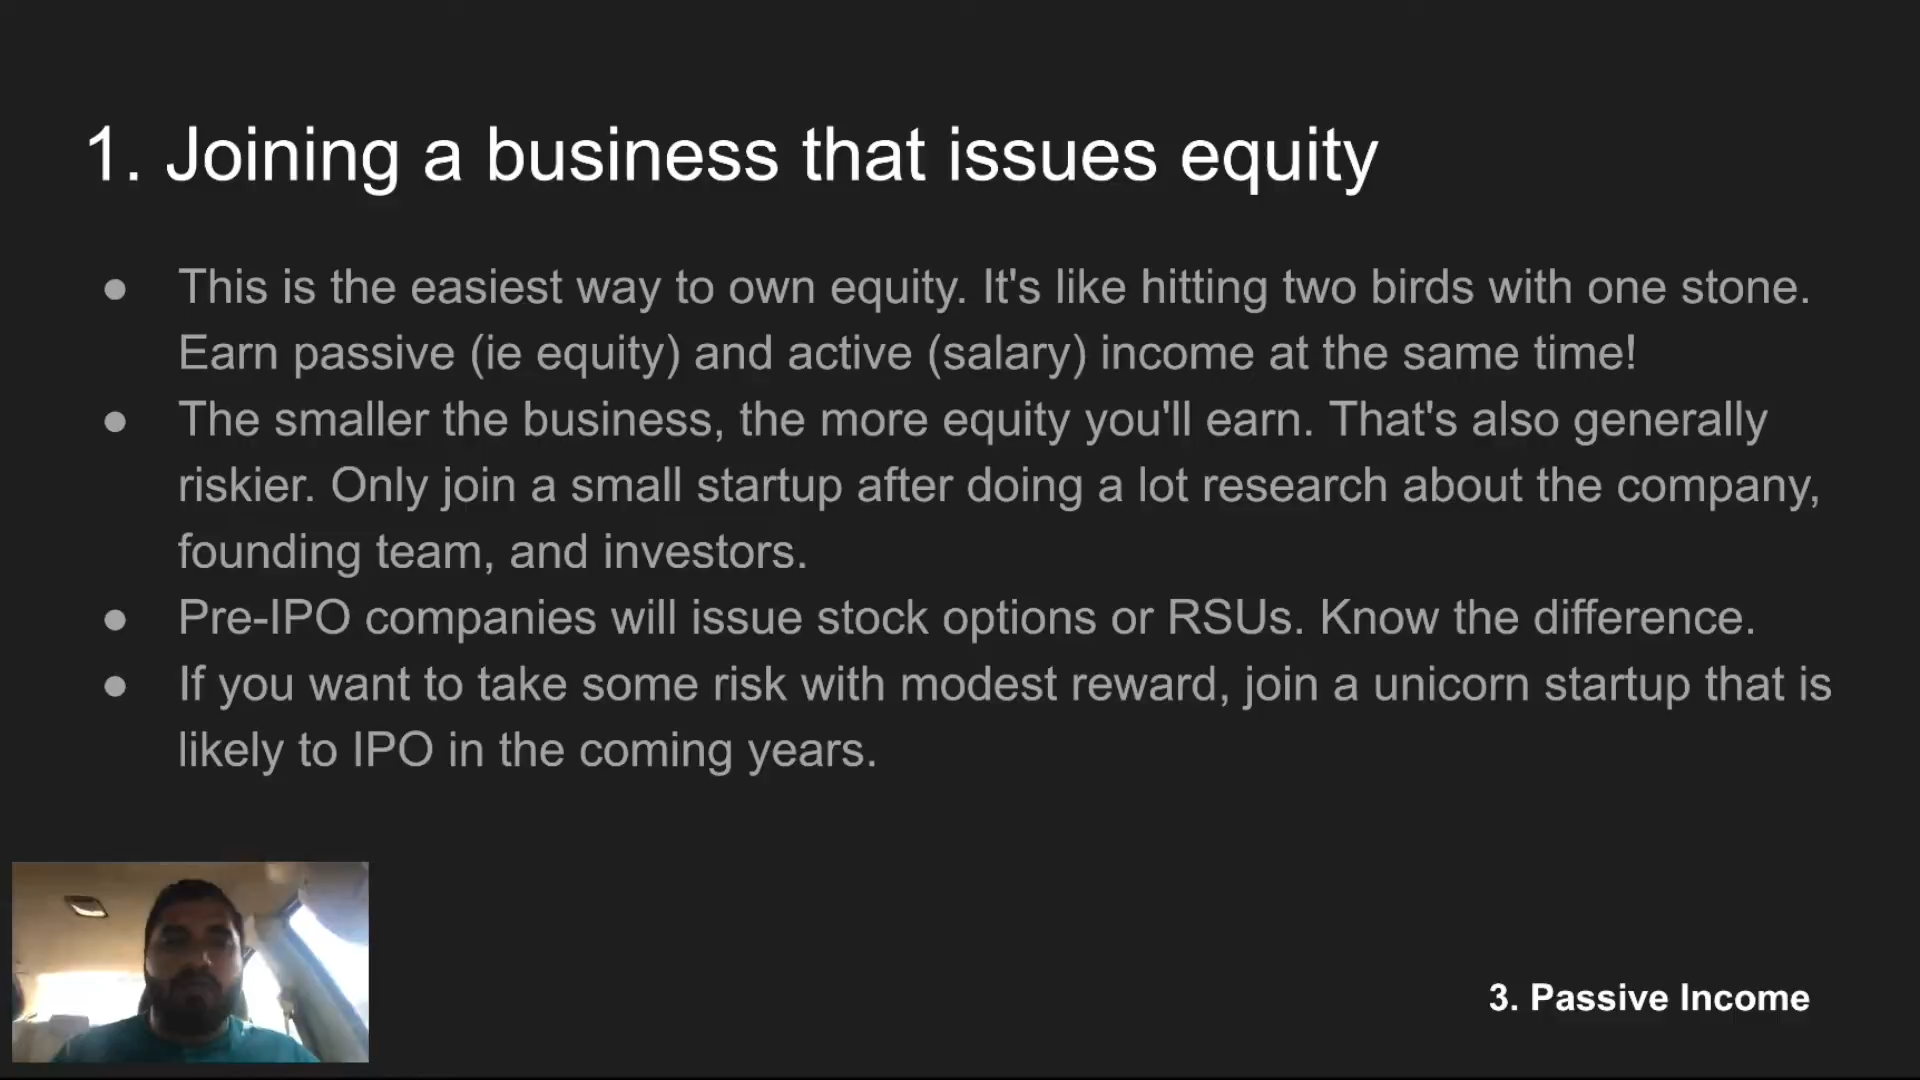 1. Joining a business that issues equity
● This is the easiest way to own equity. It's like hitting two birds with one stone.
Earn passive (ie equity) and active (salary) income at the same time!
● The smaller the business, the more equity you'll earn. That's also generally
riskier. Only join a small startup after doing a lot research about the company,
founding team, and investors.
● Pre-IPO companies will issue stock options or RSUs. Know the difference.
● If you want to take some risk with modest reward, join a unicorn startup that is
likely to IPO in the coming years.
3. Passive Income